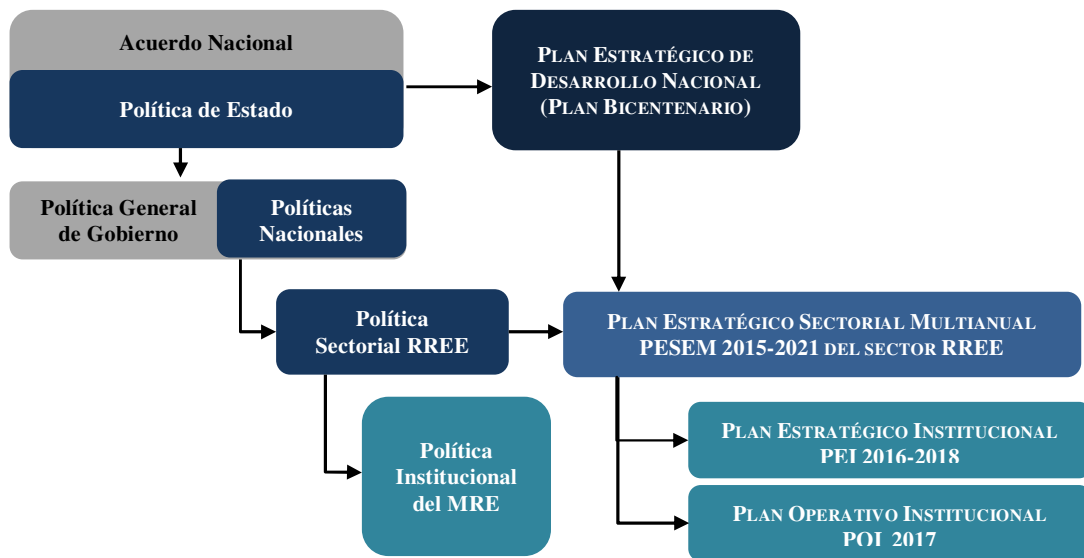 Acuerdo Nacional
Política de Estado
PLAN ESTRATÉGICO DE
DESARROLLO NACIONAL
(PLAN BICENTENARIO)
Política General
de Gobierno
Políticas
Nacionales
Política
Sectorial RREE
PLAN ESTRATÉGICO SECTORIAL MULTIANUAL
PESEM 2015-2021 DEL SECTOR RREE
Política
Institucional
del MRE
PLAN ESTRATÉGICO INSTITUCIONAL
PEI 2016-2018
PLAN OPERATIVO INSTITUCIONAL
POI 2017